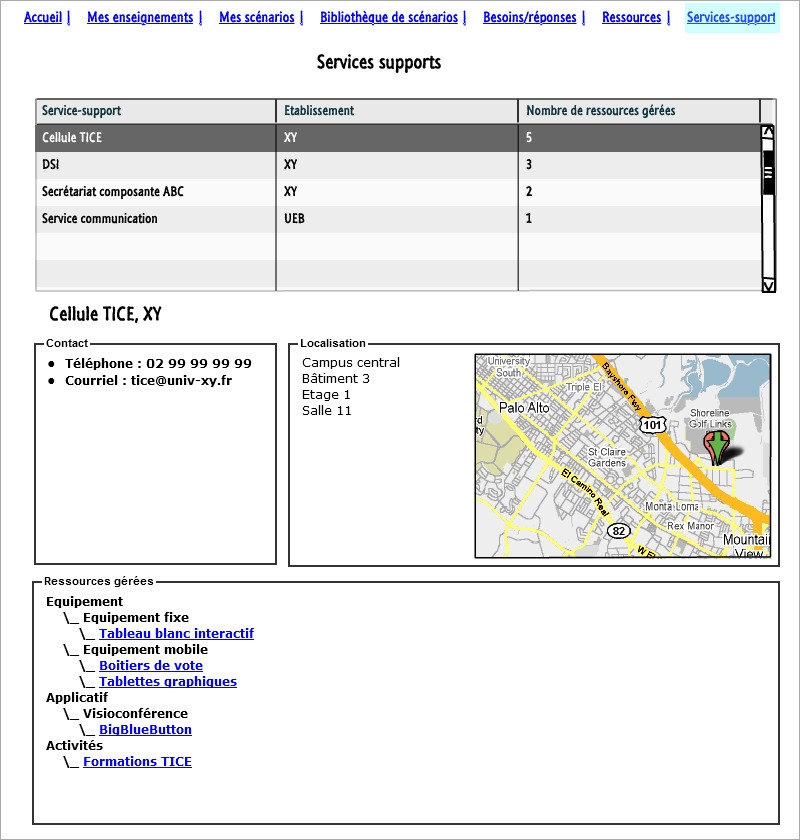 Accueil | Mes enseignements | Mes scénarios | Bibliothèque de scénarios | Besoins/réponses | Ressources | Services-support
Services supports
Service-support Etablissement Nombre de ressources gérées
Cellule TICE XY 5
DSI XY 3
Secrétariat composante ABC XY 2
Service communication UEB 1
Cellule TICE, XY
Contact
• Téléphone : 02 99 99 99 99
• Courriel : tice@univ-xy.fr
Localisation
Campus central
Bâtiment 3
Etage 1
Salle 11
University
South
Triple El
Bayshore Fwy
Palo Alto
101
Shoreline
Golf Links
rd
ty
St Claire
Gardens
El Camino Real
Monta Loma
Rex Manor
82
W El
Mountai
View
Ressources gérées
Equipement
\_ Equipement fixe
\_ Tableau blanc interactif
\_ Equipement mobile
\_ Boitiers de vote
\_ Tablettes graphiques
Applicatif
\_ Visioconférence
\_ BigBlueButton
Activités
\_ Formations TICE